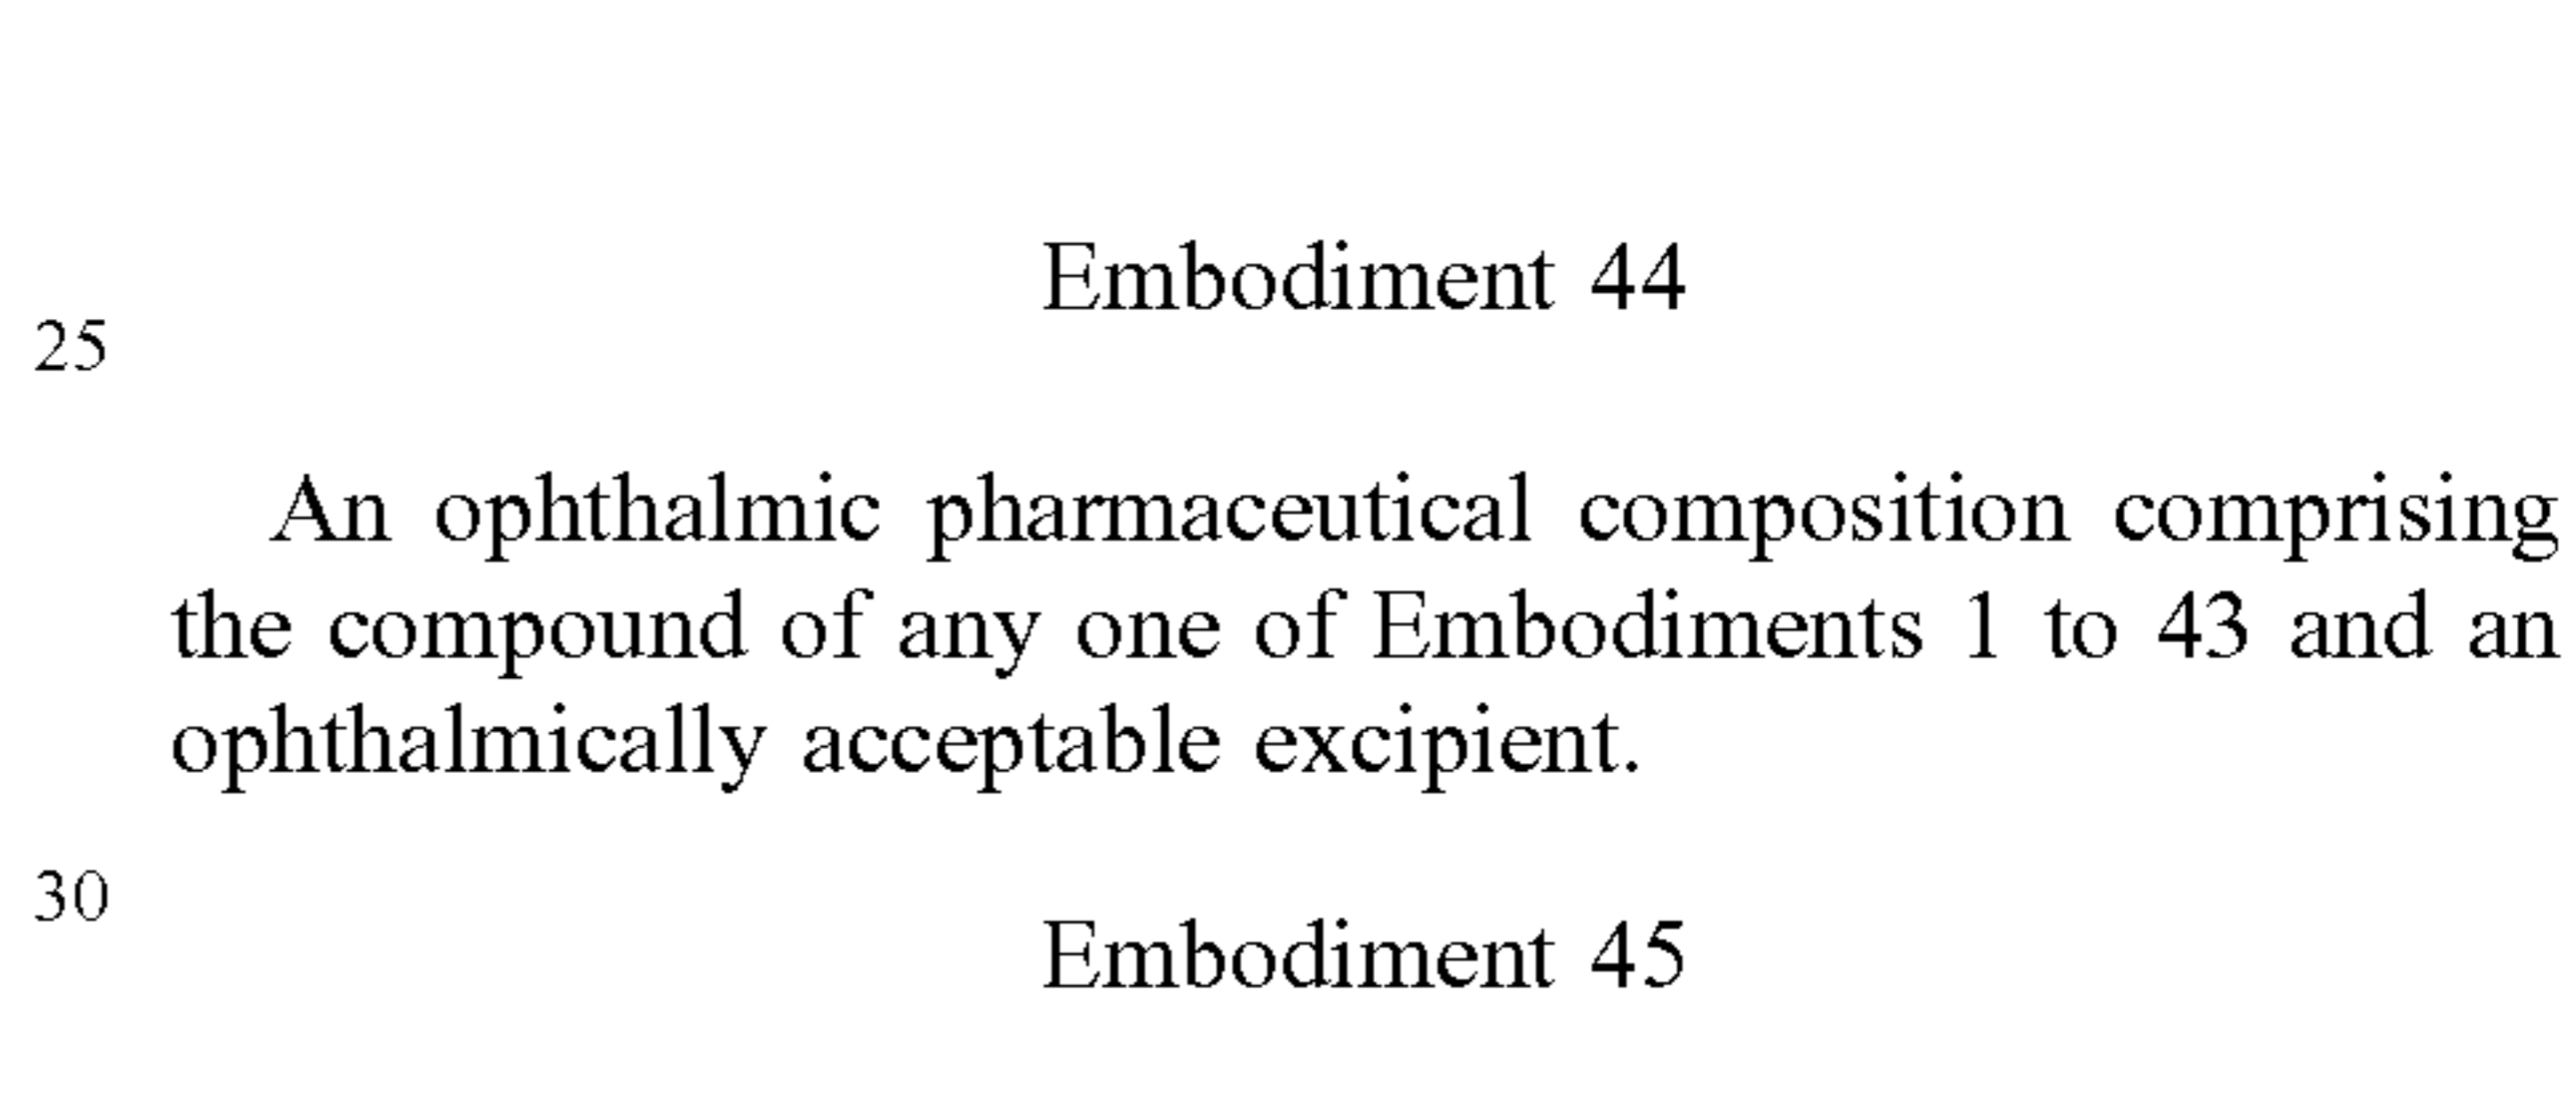 Embodiment 44
25
An ophthalmic pharmaceutical composition comprising
the compound of any one of Embodiments 1 to 43 and an
ophthalmically acceptable excipient.
30
Embodiment 45